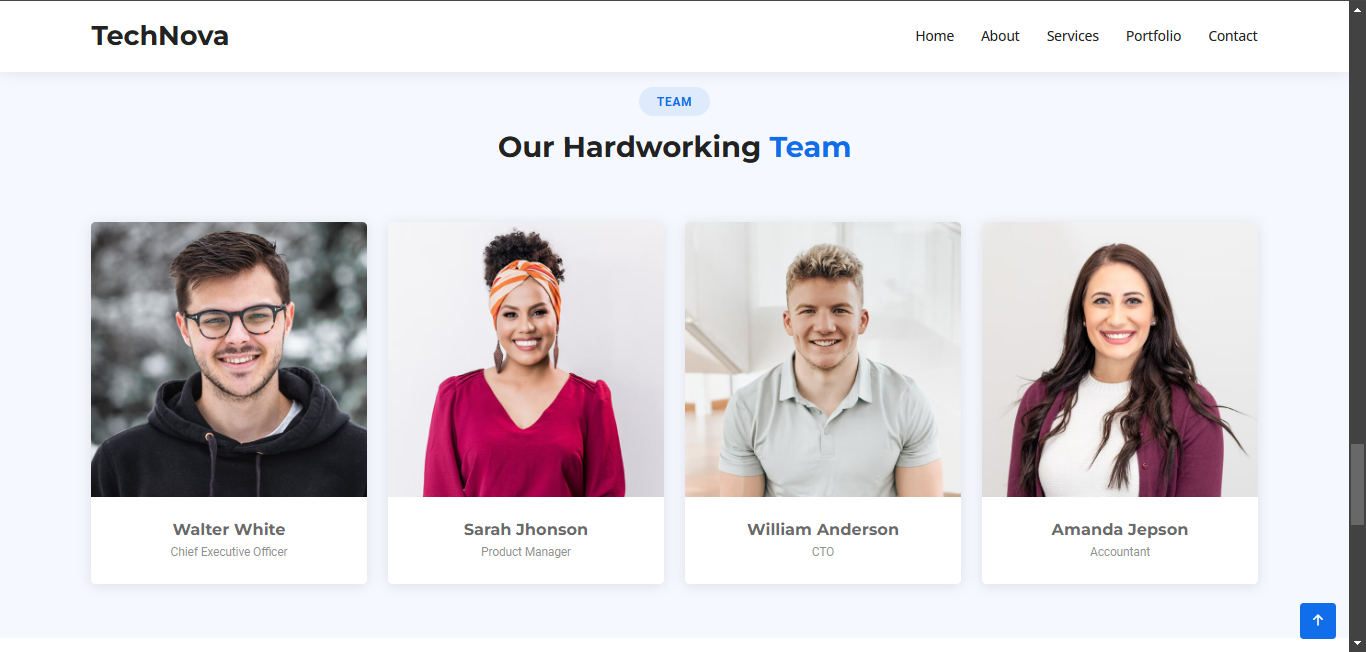 TechNova
Home About Services Portfolio Contact
TEAM
Our Hardworking Team
Walter White
Chief Executive Officer
Sarah Jhonson
Product Manager
William Anderson
CTO
Amanda Jepson
Accountant